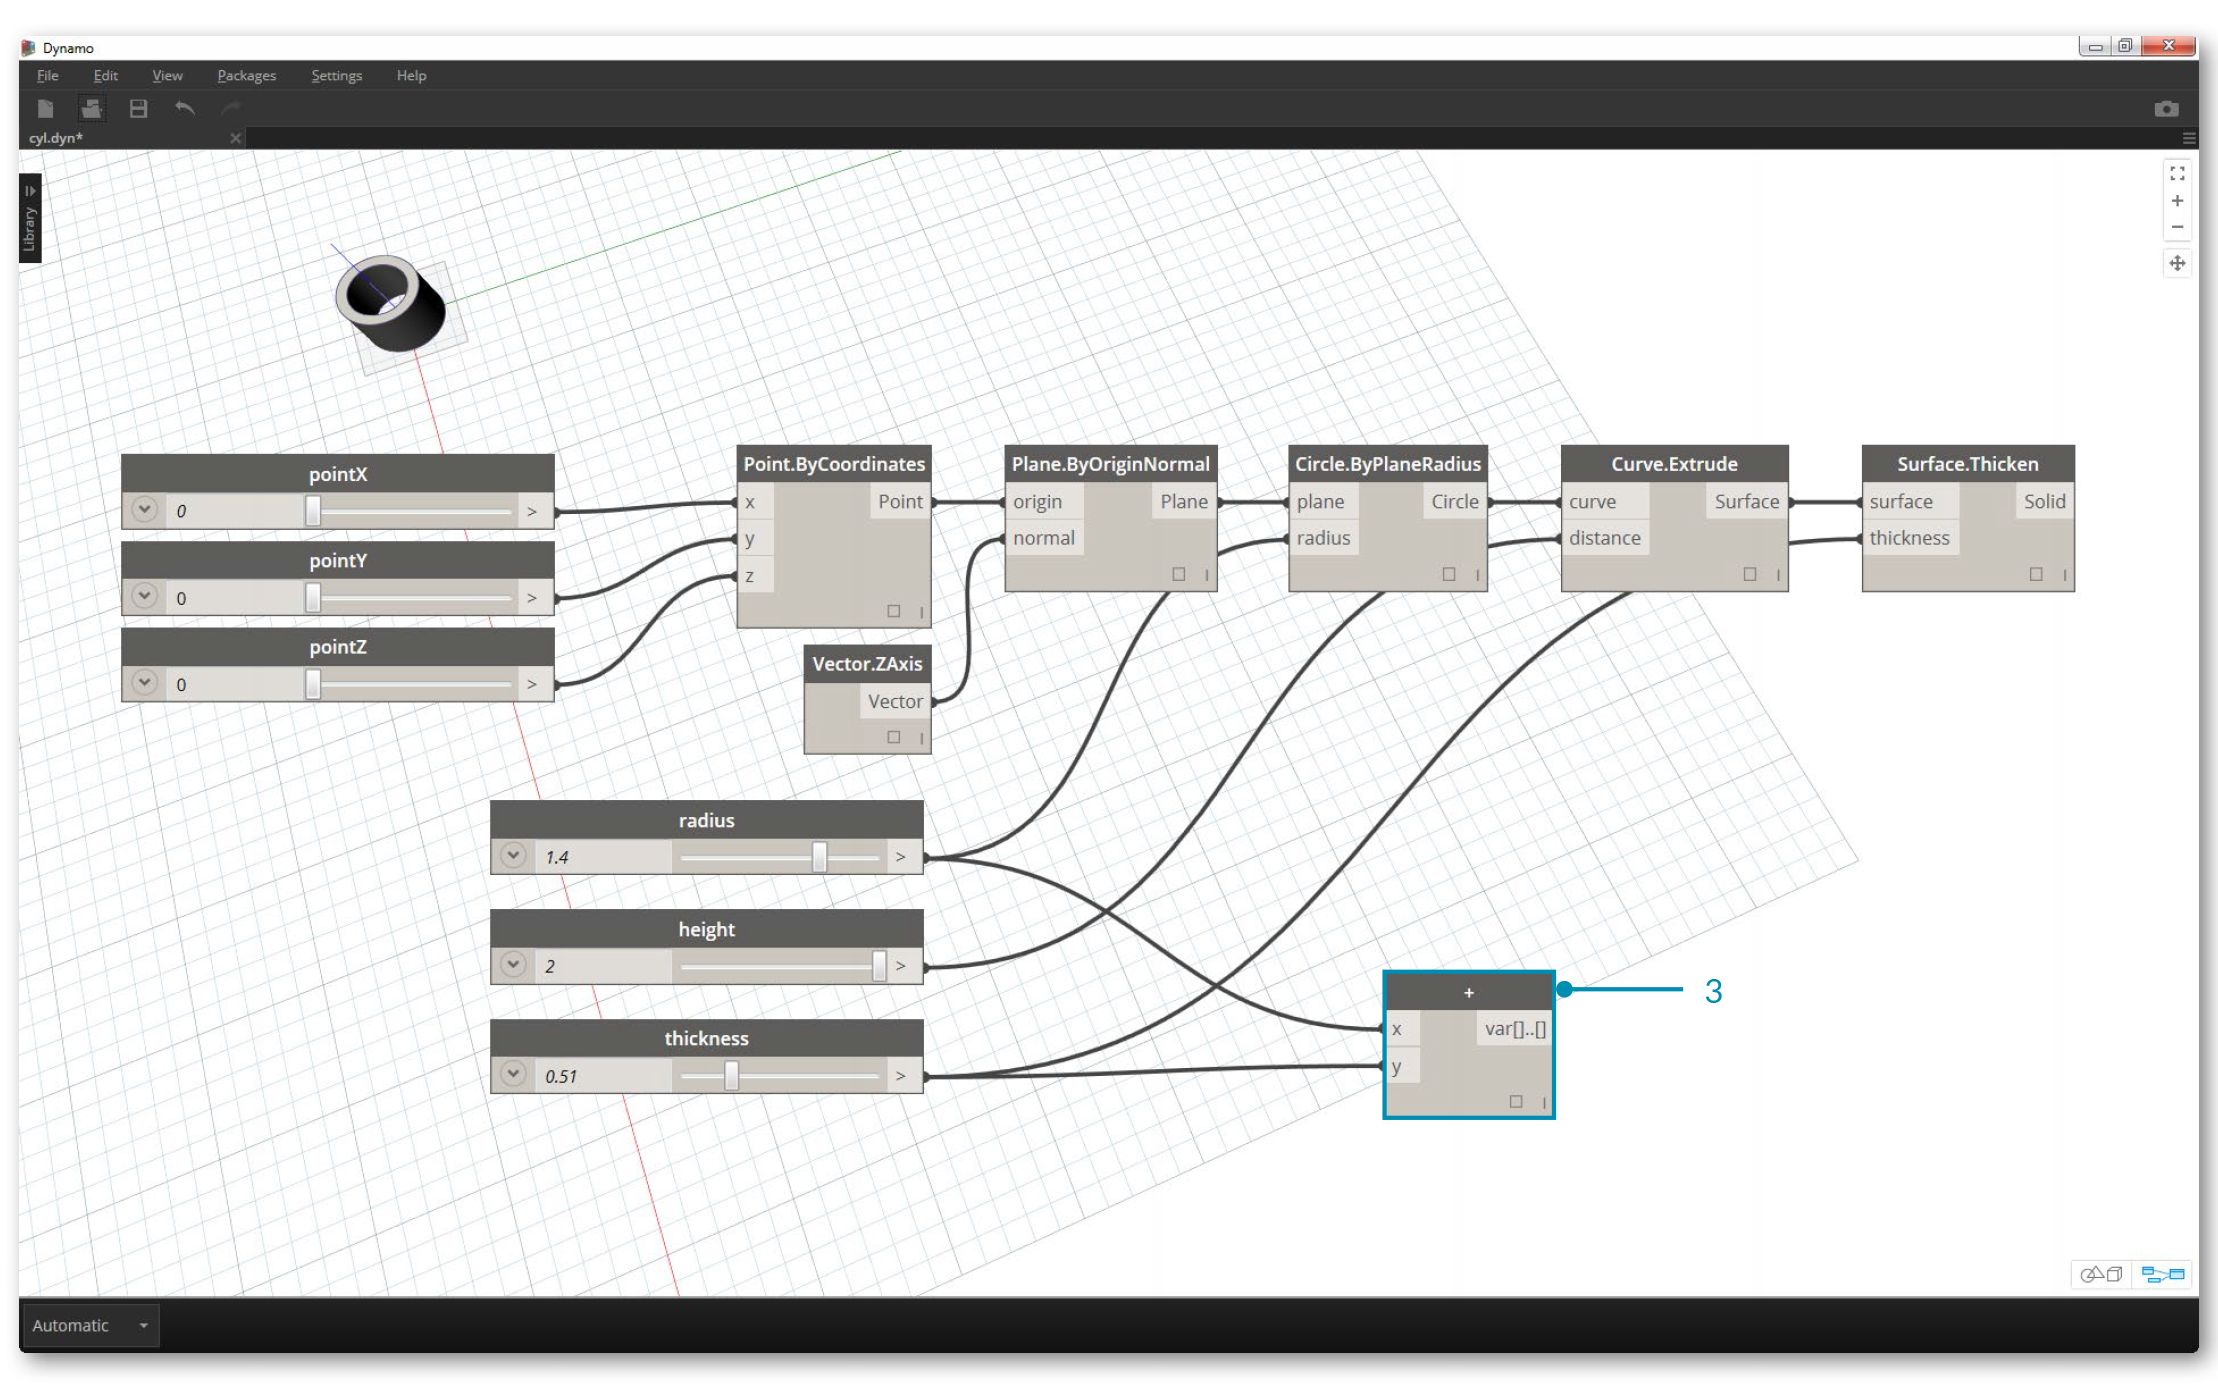 Dynamo
File Edit View Packages Settings Help
cyl.dyn*
Library
pointX
0 >
pointY
0 >
pointZ
0 >
Point.ByCoordinates
x Point
y
z
Vector.ZAxis
Vector
Plane.ByOriginNormal
origin Plane
normal
Circle.ByPlaneRadius
plane Circle
radius
Curve.Extrude
curve Surface
distance
Surface.Thicken
surface Solid
thickness
radius
1.4 >
height
2 >
thickness
0.51 >
+
x var[]..[]
y
3
Automatic